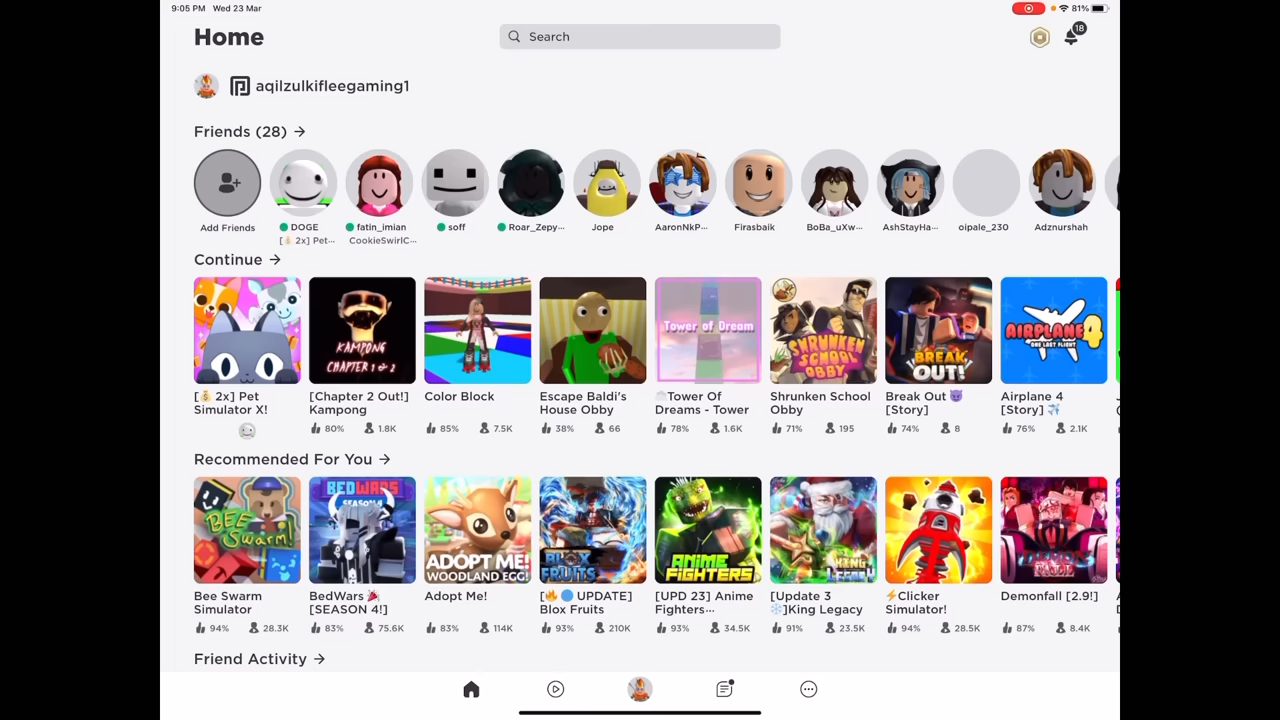 9:05 PM Wed 23 Mar
81%
Home
Search
18
aqilzulkifleegaming1
Friends (28) →
Add Friends
DOGE
fatin_imian
soff
Roar_Zepy...
Jope
AaronNkP...
Firasbaik
BoBa_uXw...
AshStayHa...
oipale_230
Adznurshah
[💰 2x] Pet...
CookieSwirlC...
Continue →
KAMPONG
CHAPTER 1 & 2
Tower of Dream
SHRUNKEN
SCHOOL
OBBY
BREAK
OUT!
AIRPLANE 4
ONE LAST FLIGHT
[💰 2x] Pet
Simulator X!
[Chapter 2 Out!]
Kampong
Color Block
Escape Baldi's
House Obby
Tower Of
Dreams - Tower
Shrunken School
Obby
Break Out 😈
[Story]
Airplane 4
[Story] ✈️
80% 1.8K
85% 7.5K
38% 66
78% 1.6K
71% 195
74% 8
76% 2.1K
Recommended For You →
BEE
SWARM!
BEDWARS
SEASON 4
ADOPT ME!
WOODLAND EGG!
BLOX
FRUITS
ANIME
FIGHTERS
KING
LEGACY
Bee Swarm
Simulator
BedWars 🎉
[SEASON 4!]
Adopt Me!
[🔥🔵 UPDATE]
Blox Fruits
[UPD 23] Anime
Fighters...
[Update 3
❄️]King Legacy
⚡Clicker
Simulator!
Demonfall [2.9!]
94% 28.3K
83% 75.6K
83% 114K
93% 210K
93% 34.5K
91% 23.5K
94% 28.5K
87% 8.4K
Friend Activity →